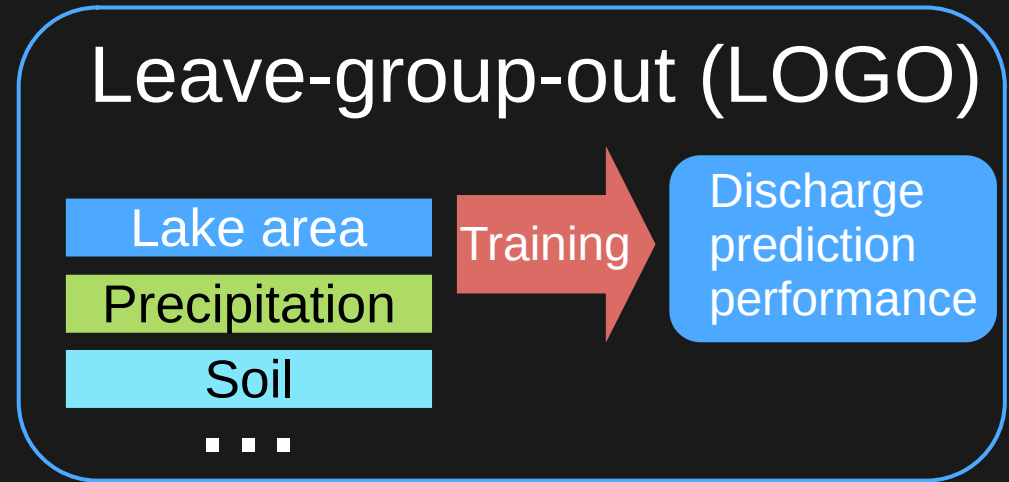 Leave-group-out (LOGO)
Lake area
Precipitation
Soil
...
Training
Discharge
prediction
performance